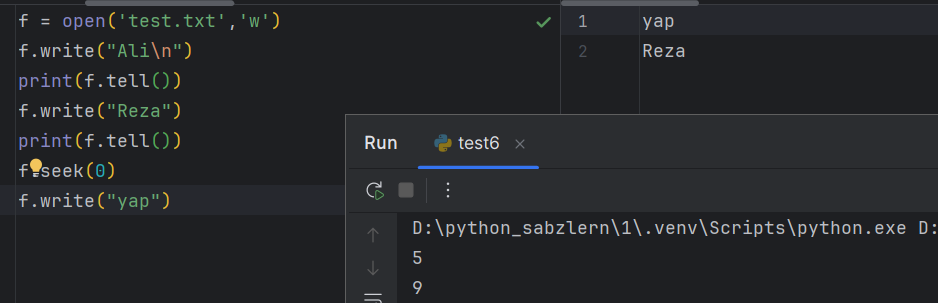 f = open('test.txt','w')
f.write("Ali\n")
print(f.tell())
f.write("Reza")
print(f.tell())
f.seek(0)
f.write("yap")
1 yap
2 Reza
Run test6
D:\python_sabzlern\1\.venv\Scripts\python.exe D:
5
9